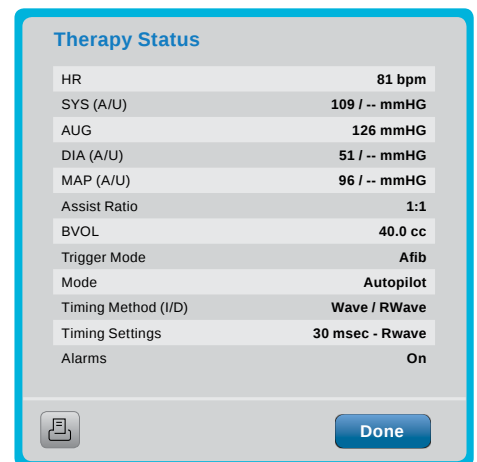 Therapy Status
HR 81 bpm
SYS (A/U) 109 / -- mmHG
AUG 126 mmHG
DIA (A/U) 51 / -- mmHG
MAP (A/U) 96 / -- mmHG
Assist Ratio 1:1
BVOL 40.0 cc
Trigger Mode Afib
Mode Autopilot
Timing Method (I/D) Wave / RWave
Timing Settings 30 msec - Rwave
Alarms On
Done